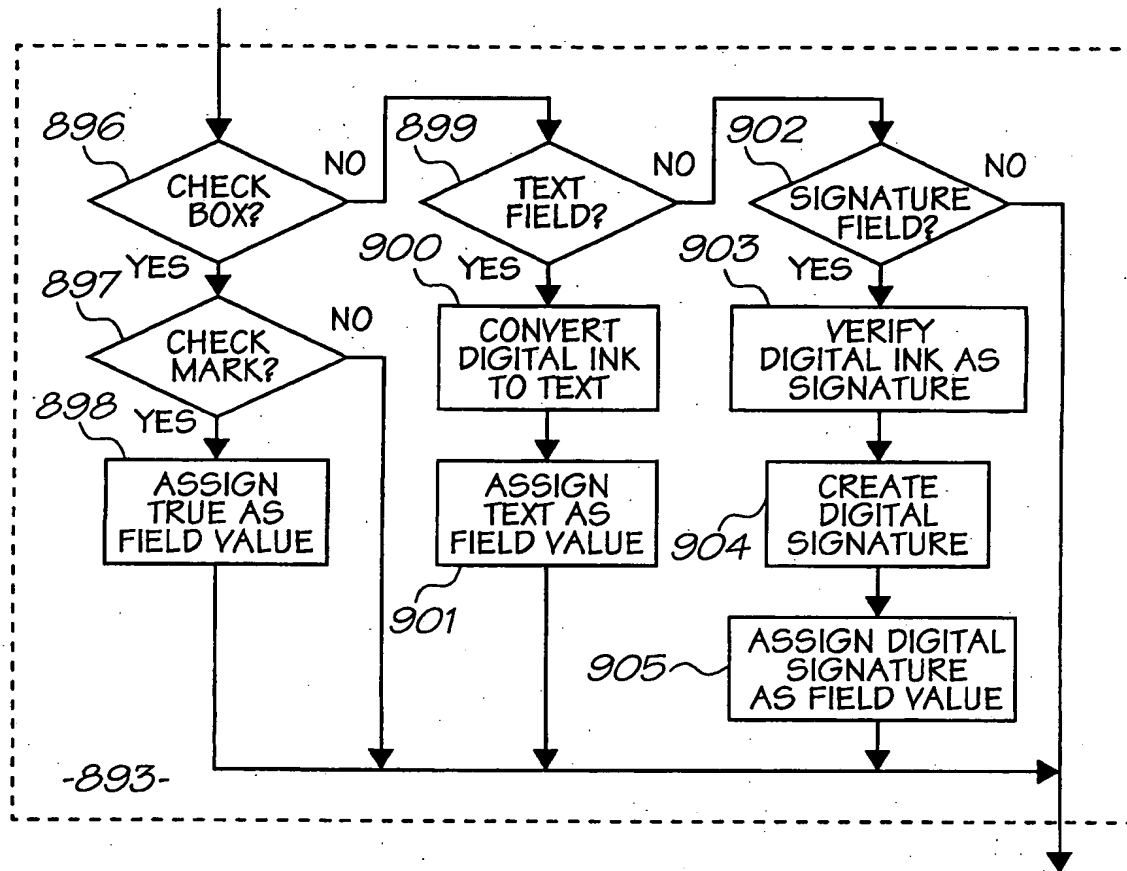 896
CHECK
BOX?
NO
YES
897
CHECK
MARK?
NO
YES
898
ASSIGN
TRUE AS
FIELD VALUE
899
TEXT
FIELD?
NO
YES
900
CONVERT
DIGITAL INK
TO TEXT
ASSIGN
TEXT AS
FIELD VALUE
901
902
SIGNATURE
FIELD?
NO
YES
903
VERIFY
DIGITAL INK AS
SIGNATURE
CREATE
DIGITAL
SIGNATURE
904
ASSIGN DIGITAL
SIGNATURE
AS FIELD VALUE
905
-893-